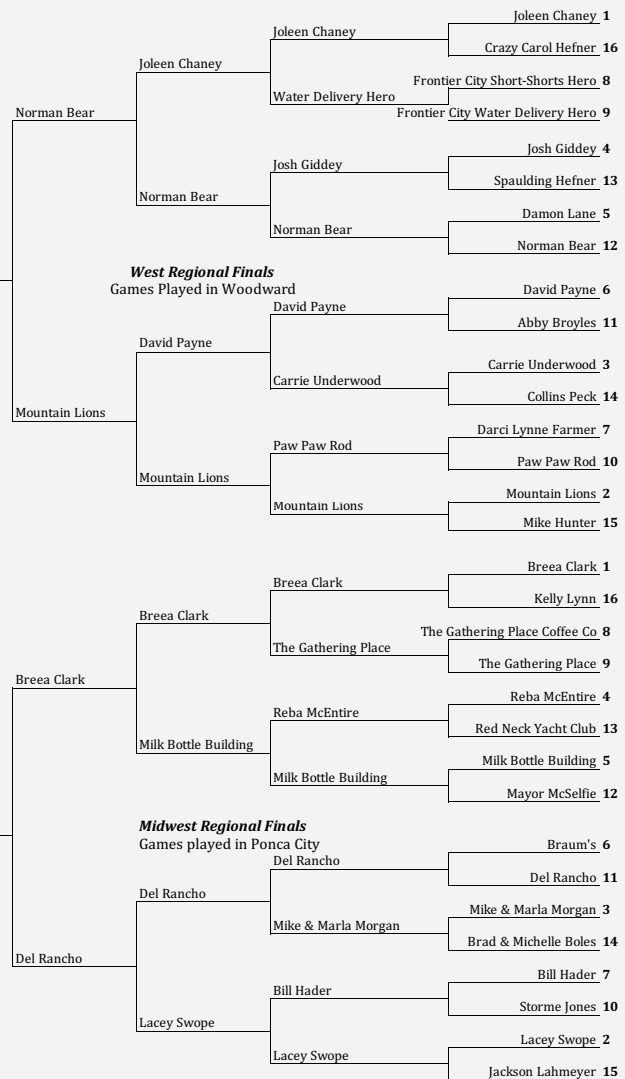 Joleen Chaney 1
Joleen Chaney
Crazy Carol Hefner 16
Joleen Chaney
Frontier City Short-Shorts Hero 8
Water Delivery Hero
Norman Bear
Frontier City Water Delivery Hero 9
Josh Giddey 4
Josh Giddey
Spaulding Hefner 13
Norman Bear
Damon Lane 5
Norman Bear
Norman Bear 12
West Regional Finals
Games Played in Woodward
David Payne 6
David Payne
Abby Broyles 11
David Payne
Carrie Underwood 3
Carrie Underwood
Collins Peck 14
Mountain Lions
Darci Lynne Farmer 7
Paw Paw Rod
Paw Paw Rod 10
Mountain Lions
Mountain Lions 2
Mountain Lions
Mike Hunter 15
Breea Clark 1
Breea Clark
Kelly Lynn 16
Breea Clark
The Gathering Place Coffee Co 8
The Gathering Place
The Gathering Place 9
Breea Clark
Reba McEntire 4
Reba McEntire
Red Neck Yacht Club 13
Milk Bottle Building
Milk Bottle Building 5
Milk Bottle Building
Mayor McSelfie 12
Midwest Regional Finals
Games played in Ponca City
Braum's 6
Del Rancho
Del Rancho 11
Del Rancho
Mike & Marla Morgan 3
Mike & Marla Morgan
Brad & Michelle Boles 14
Del Rancho
Bill Hader 7
Bill Hader
Storme Jones 10
Lacey Swope
Lacey Swope 2
Lacey Swope
Jackson Lahmeyer 15